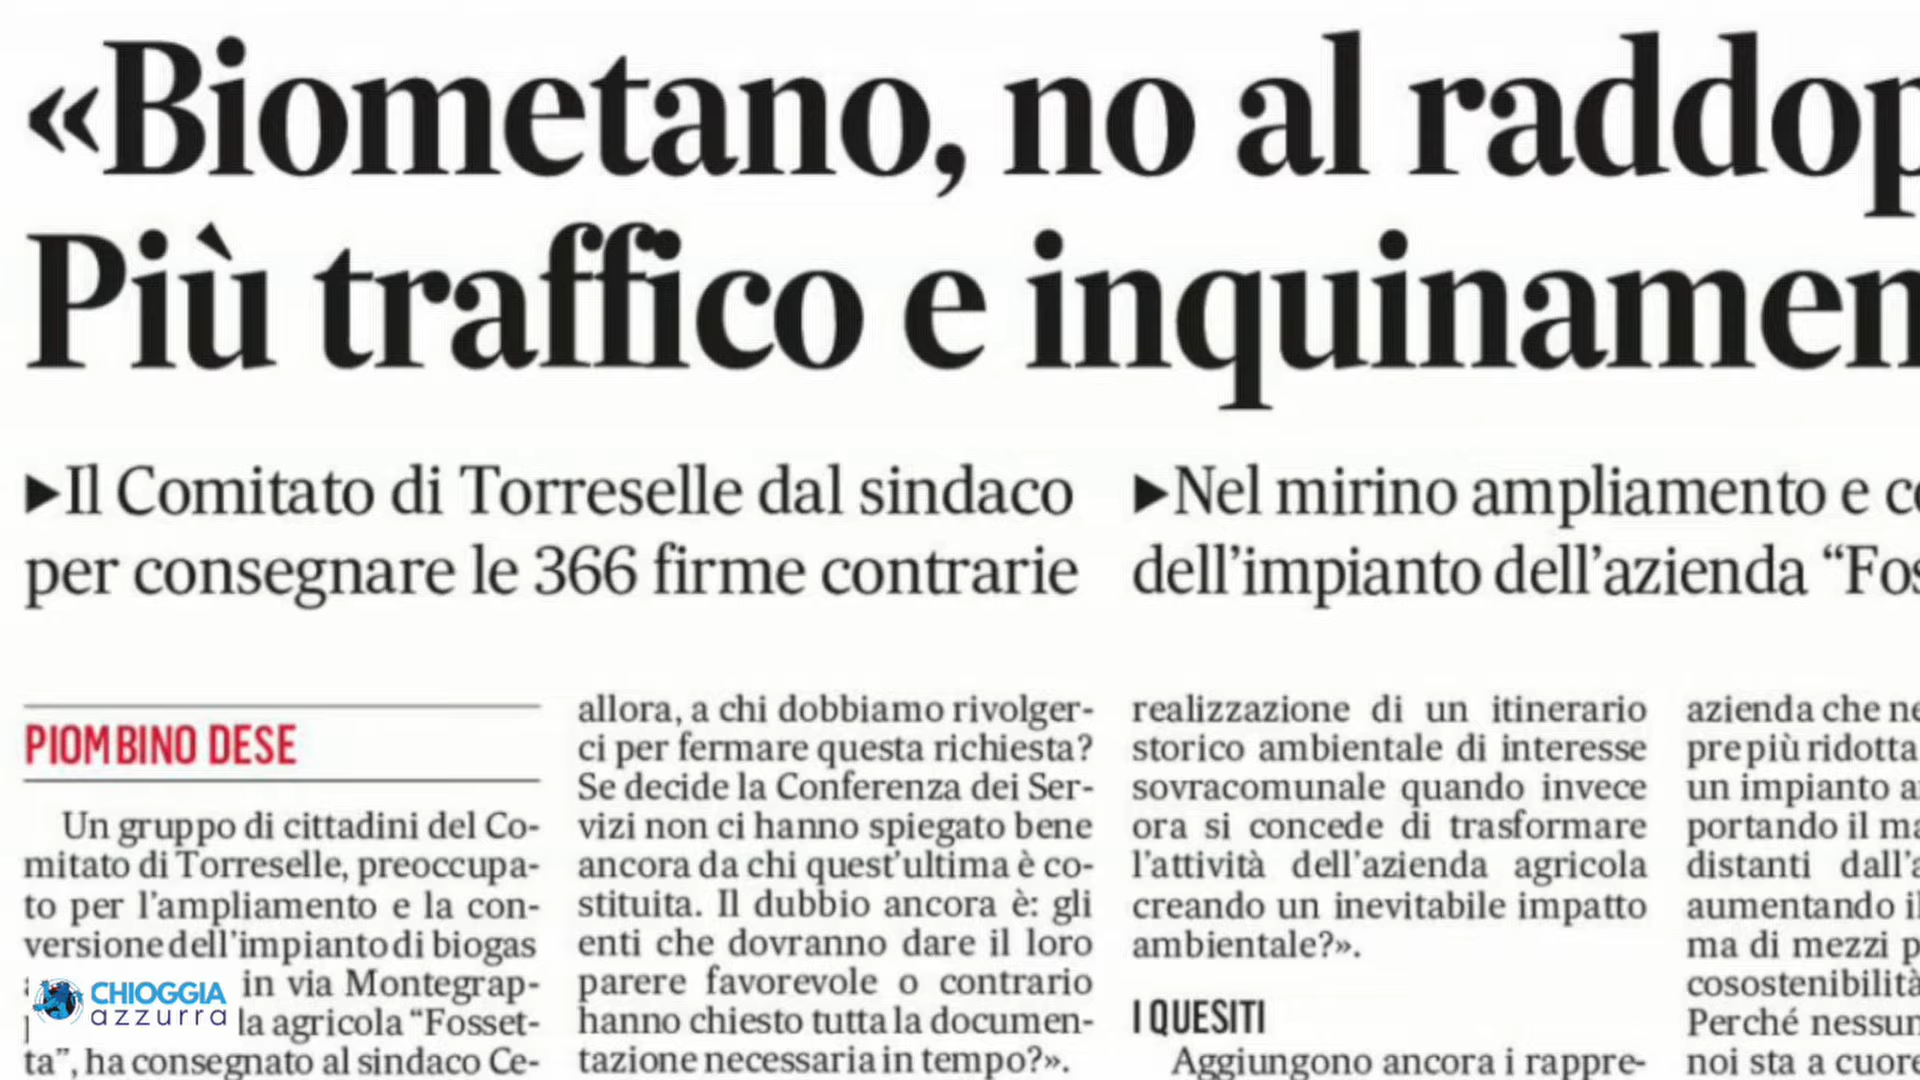 «Biometano, no al raddop
Più traffico e inquinamen
▶Il Comitato di Torreselle dal sindaco
per consegnare le 366 firme contrarie
▶Nel mirino ampliamento e co
dell'impianto dell'azienda “Fos
PIOMBINO DESE
Un gruppo di cittadini del Co-
mitato di Torreselle, preoccupa-
to per l'ampliamento e la con-
versione dell'impianto di biogas
in via Montegrap-
la agricola “Fosset-
ta”, ha consegnato al sindaco Ce-
allora, a chi dobbiamo rivolger-
ci per fermare questa richiesta?
Se decide la Conferenza dei Ser-
vizi non ci hanno spiegato bene
ancora da chi quest'ultima è co-
stituita. Il dubbio ancora è: gli
enti che dovranno dare il loro
parere favorevole o contrario
hanno chiesto tutta la documen-
tazione necessaria in tempo?».
realizzazione di un itinerario
storico ambientale di interesse
sovracomunale quando invece
ora si concede di trasformare
l'attività dell'azienda agricola
creando un inevitabile impatto
ambientale?».
I QUESITI
Aggiungono ancora i rappre-
azienda che ne
pre più ridotta
un impianto a
portando il ma
distanti dall'a
aumentando il
ma di mezzi p
cosostenibilità
Perché nessun
noi sta a cuore
CHIOGGIA
azzurra